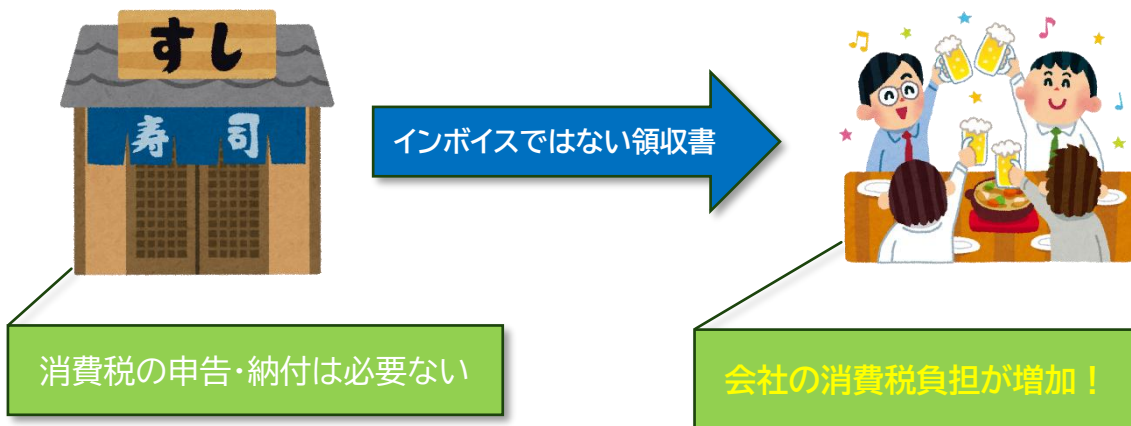 すし
寿司
インボイスではない領収書
消費税の申告・納付は必要ない
会社の消費税負担が増加！